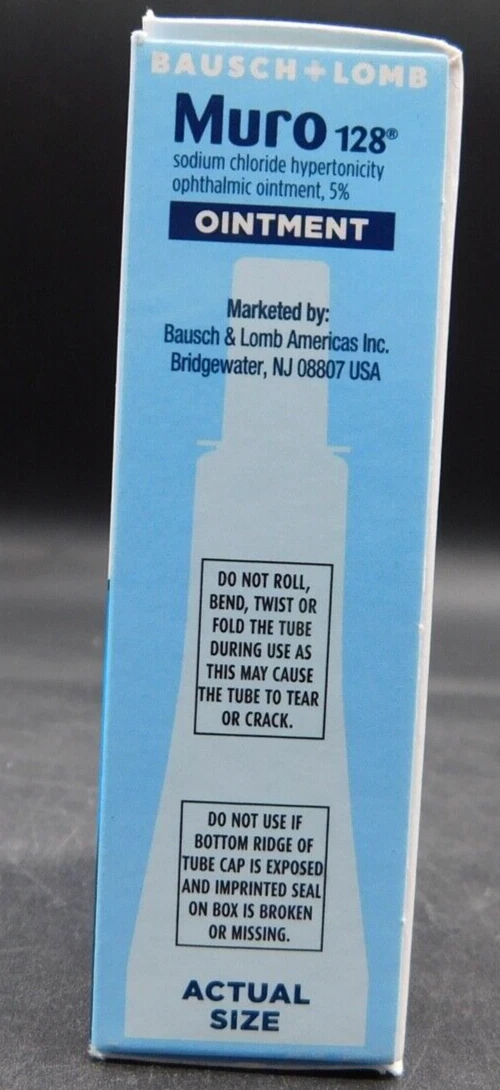 BAUSCH + LOMB
Muro 128®
sodium chloride hypertonicity
ophthalmic ointment, 5%
OINTMENT
Marketed by:
Bausch & Lomb Americas Inc.
Bridgewater, NJ 08807 USA
DO NOT ROLL,
BEND, TWIST OR
FOLD THE TUBE
DURING USE AS
THIS MAY CAUSE
THE TUBE TO TEAR
OR CRACK.
DO NOT USE IF
BOTTOM RIDGE OF
TUBE CAP IS EXPOSED
AND IMPRINTED SEAL
ON BOX IS BROKEN
OR MISSING.
ACTUAL
SIZE